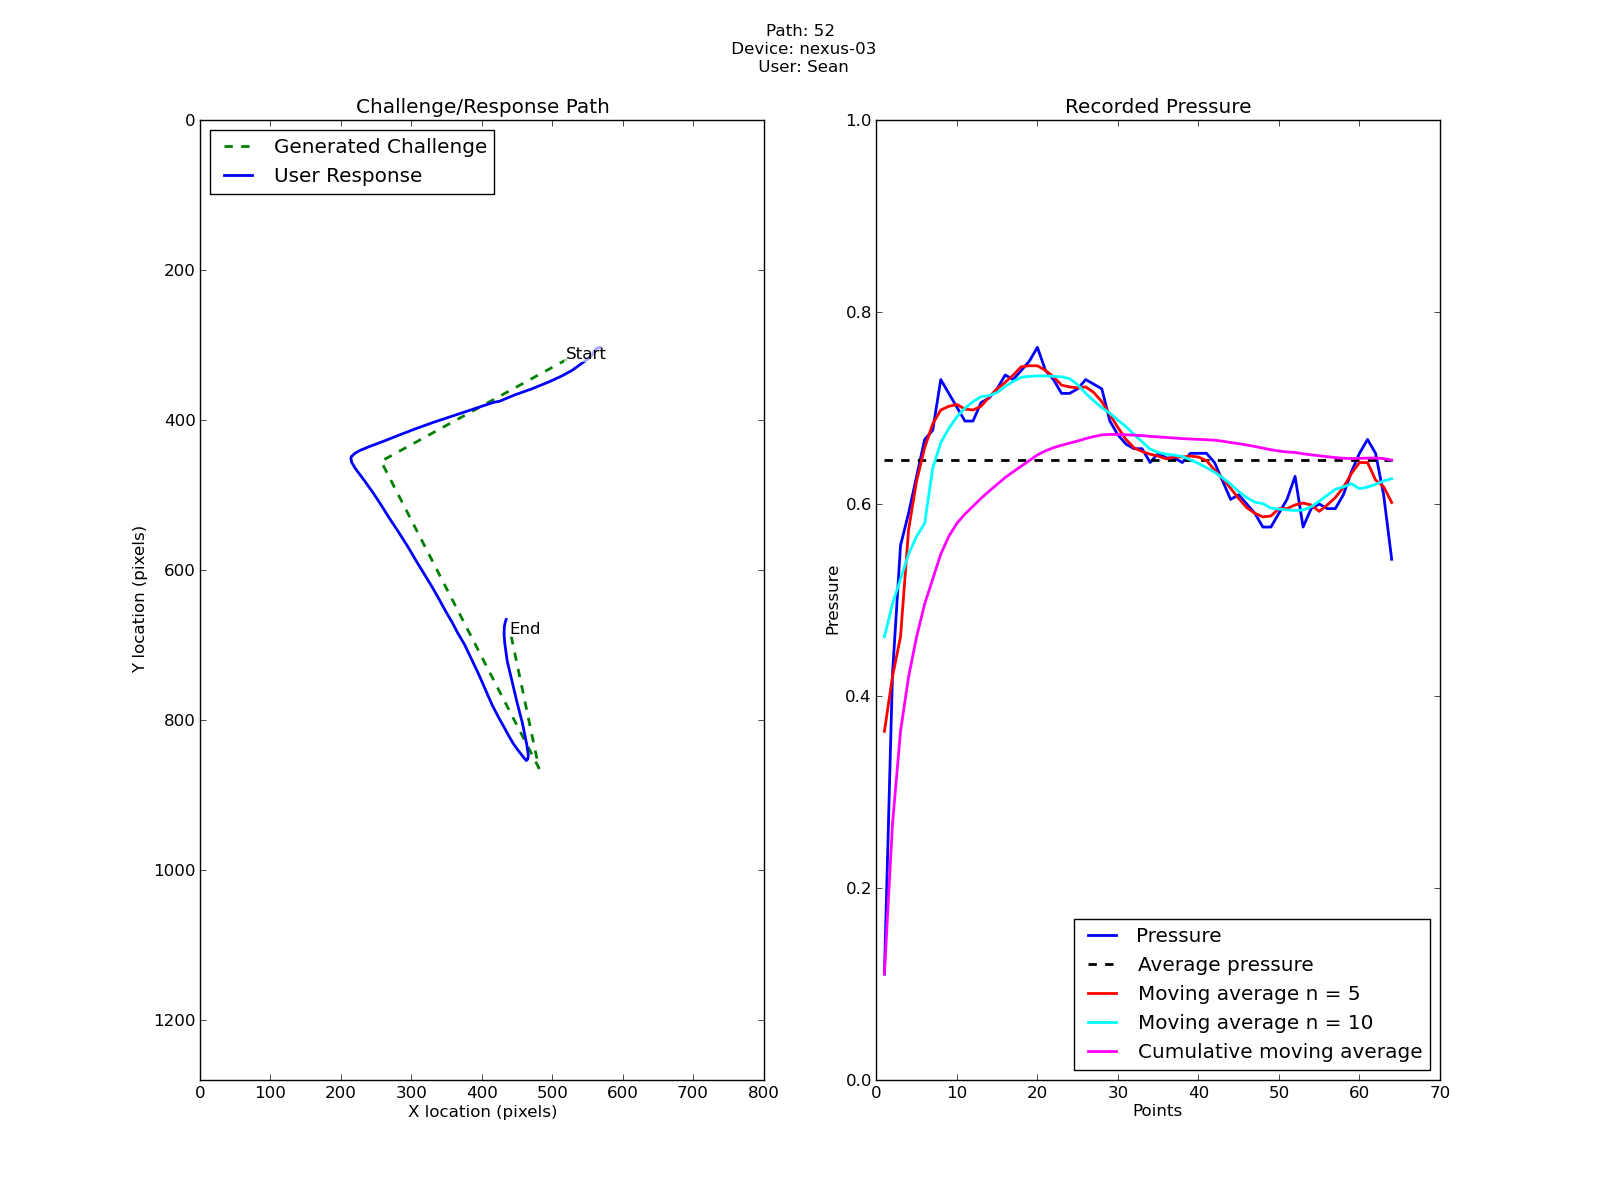 Path: 52
Device: nexus-03
User: Sean
Challenge/Response Path
Generated Challenge
User Response
Start
End
0
200
400
600
800
1000
1200
Y location (pixels)
0 100 200 300 400 500 600 700 800
X location (pixels)
Recorded Pressure
1.0
0.8
0.6
0.4
0.2
0.0
Pressure
Pressure
Average pressure
Moving average n = 5
Moving average n = 10
Cumulative moving average
0 10 20 30 40 50 60 70
Points